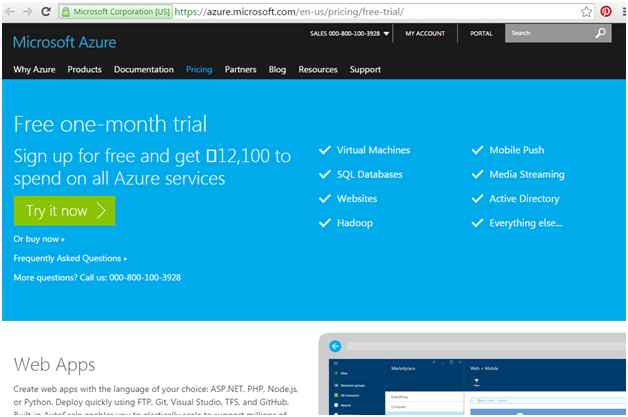 Microsoft Corporation [US] https://azure.microsoft.com/en-us/pricing/free-trial/
SALES 000-800-100-3928 MY ACCOUNT PORTAL Search
Microsoft Azure
Why Azure Products Documentation Pricing Partners Blog Resources Support
Free one-month trial
Sign up for free and get 12,100 to
spend on all Azure services
Try it now
Or buy now
Frequently Asked Questions
More questions? Call us: 000-800-100-3928
Virtual Machines
SQL Databases
Websites
Hadoop
Mobile Push
Media Streaming
Active Directory
Everything else...
Web Apps
Create web apps with the language of your choice: ASP.NET, PHP, Node.js,
or Python. Deploy quickly using FTP, Git, Visual Studio, TFS, and GitHub.
Marketplace
Web + Mobile
Everything